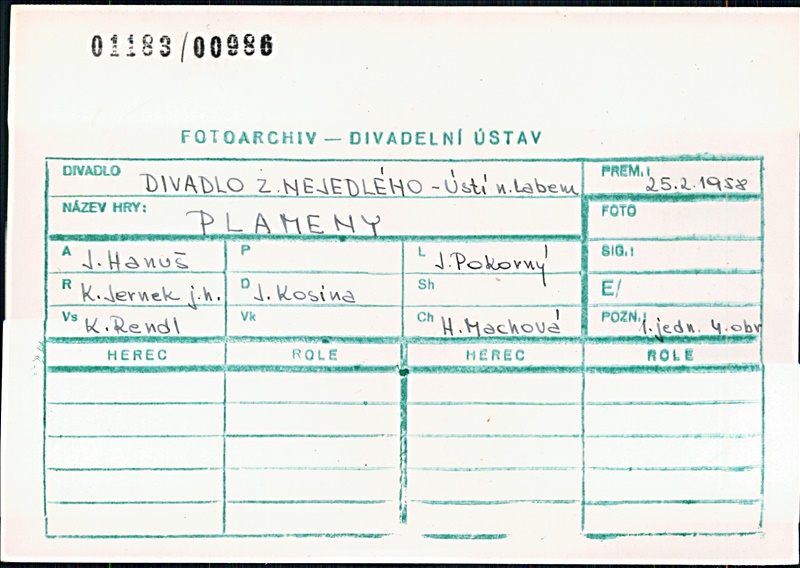 01183/00986
FOTOARCHIV — DIVADELNÍ ÚSTAV
DIVADLO DIVADLO Z. NEJEDLÉHO - Ústí n. Labem PREM.: 25.2.1958
NÁZEV HRY: PLAMENY FOTO
A J. Hanuš P L J. Pokorný SIG.:
R K. Jernek j.h. D J. Kosina Sh E/
Vs K. Rendl Vk Ch H. Machová POZN.: 1. jedn. 4. obr
HEREC ROLE HEREC ROLE